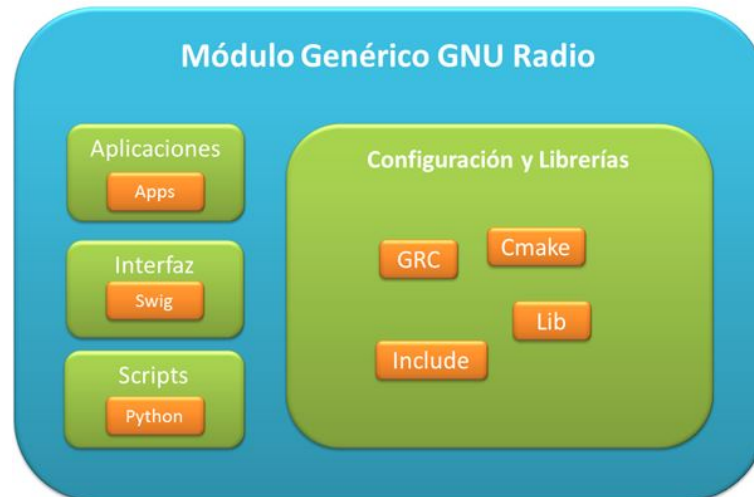 Módulo Genérico GNU Radio
Aplicaciones
Apps
Interfaz
Swig
Scripts
Python
Configuración y Librerías
GRC
Cmake
Lib
Include